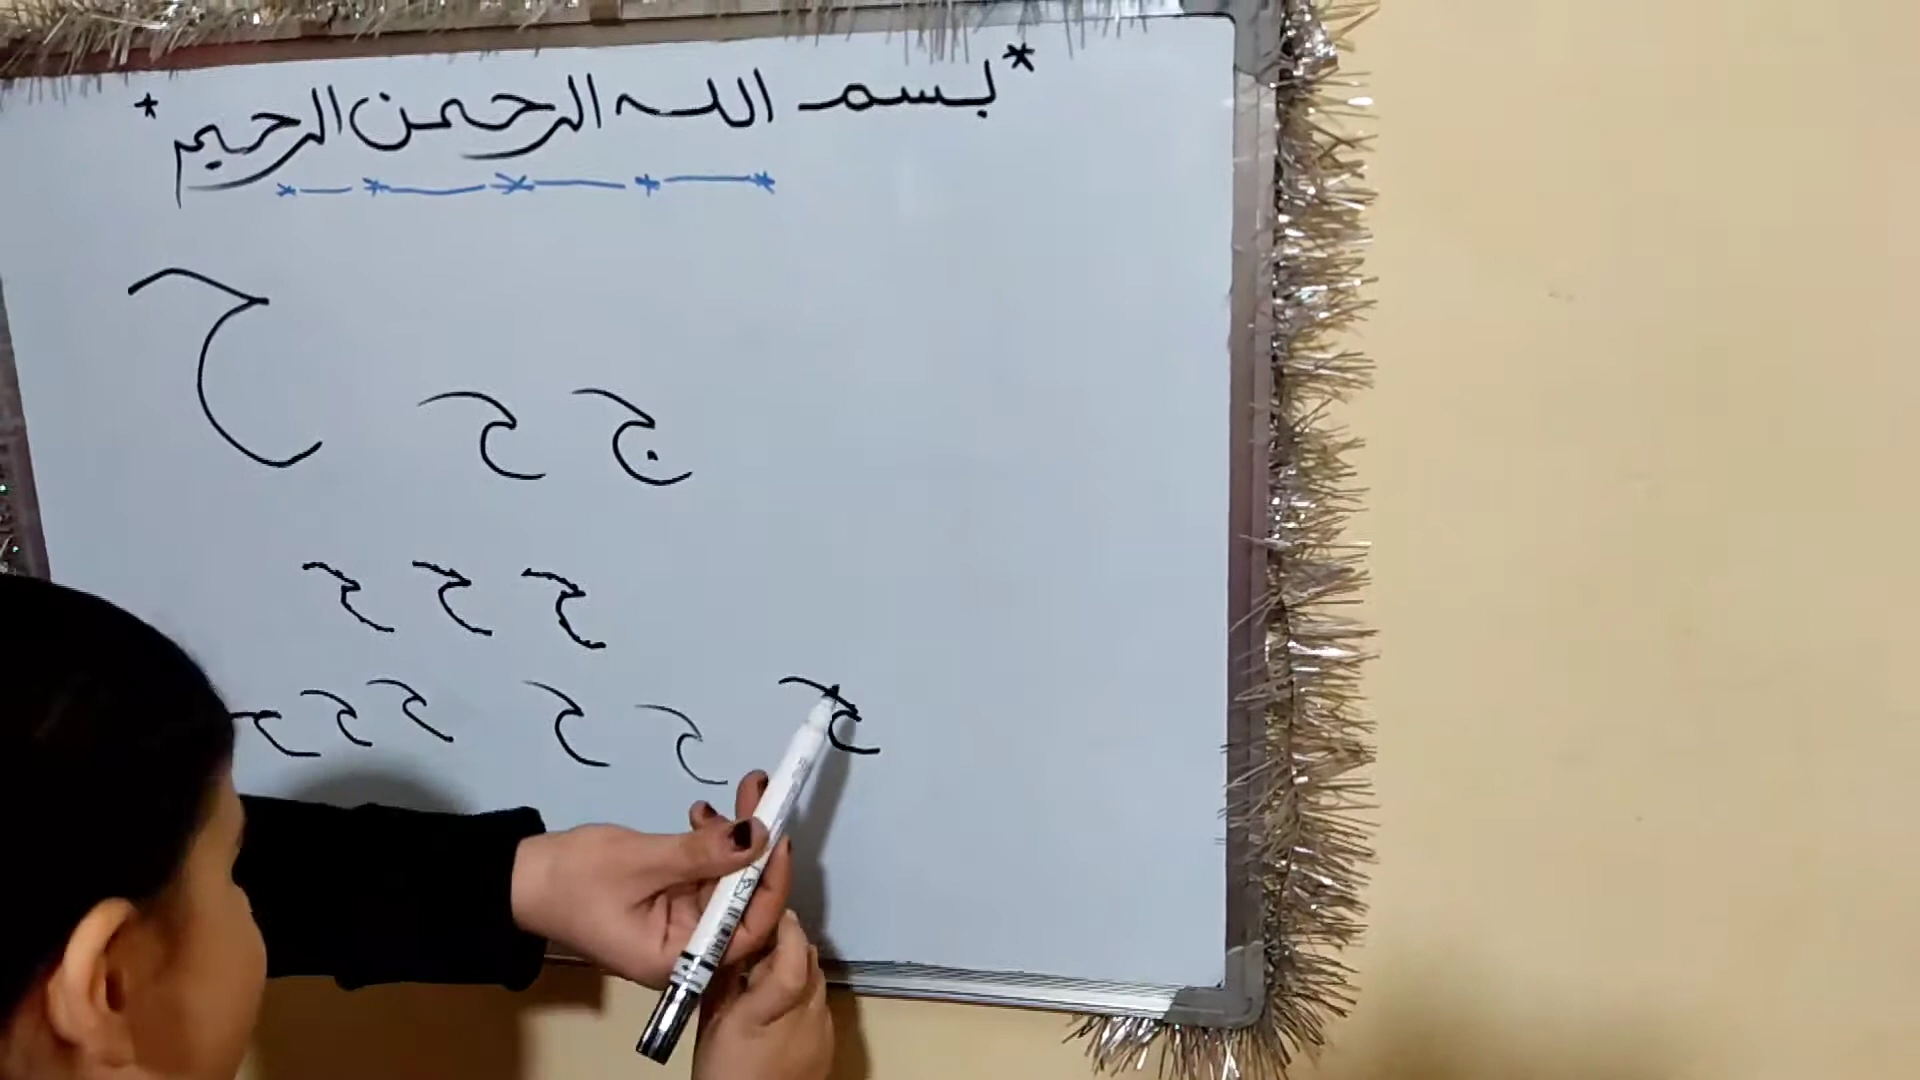 * بسم الله الرحمن الرحيم *
ح
ج ح
ح ح ح
ح ح ح ح ح ح